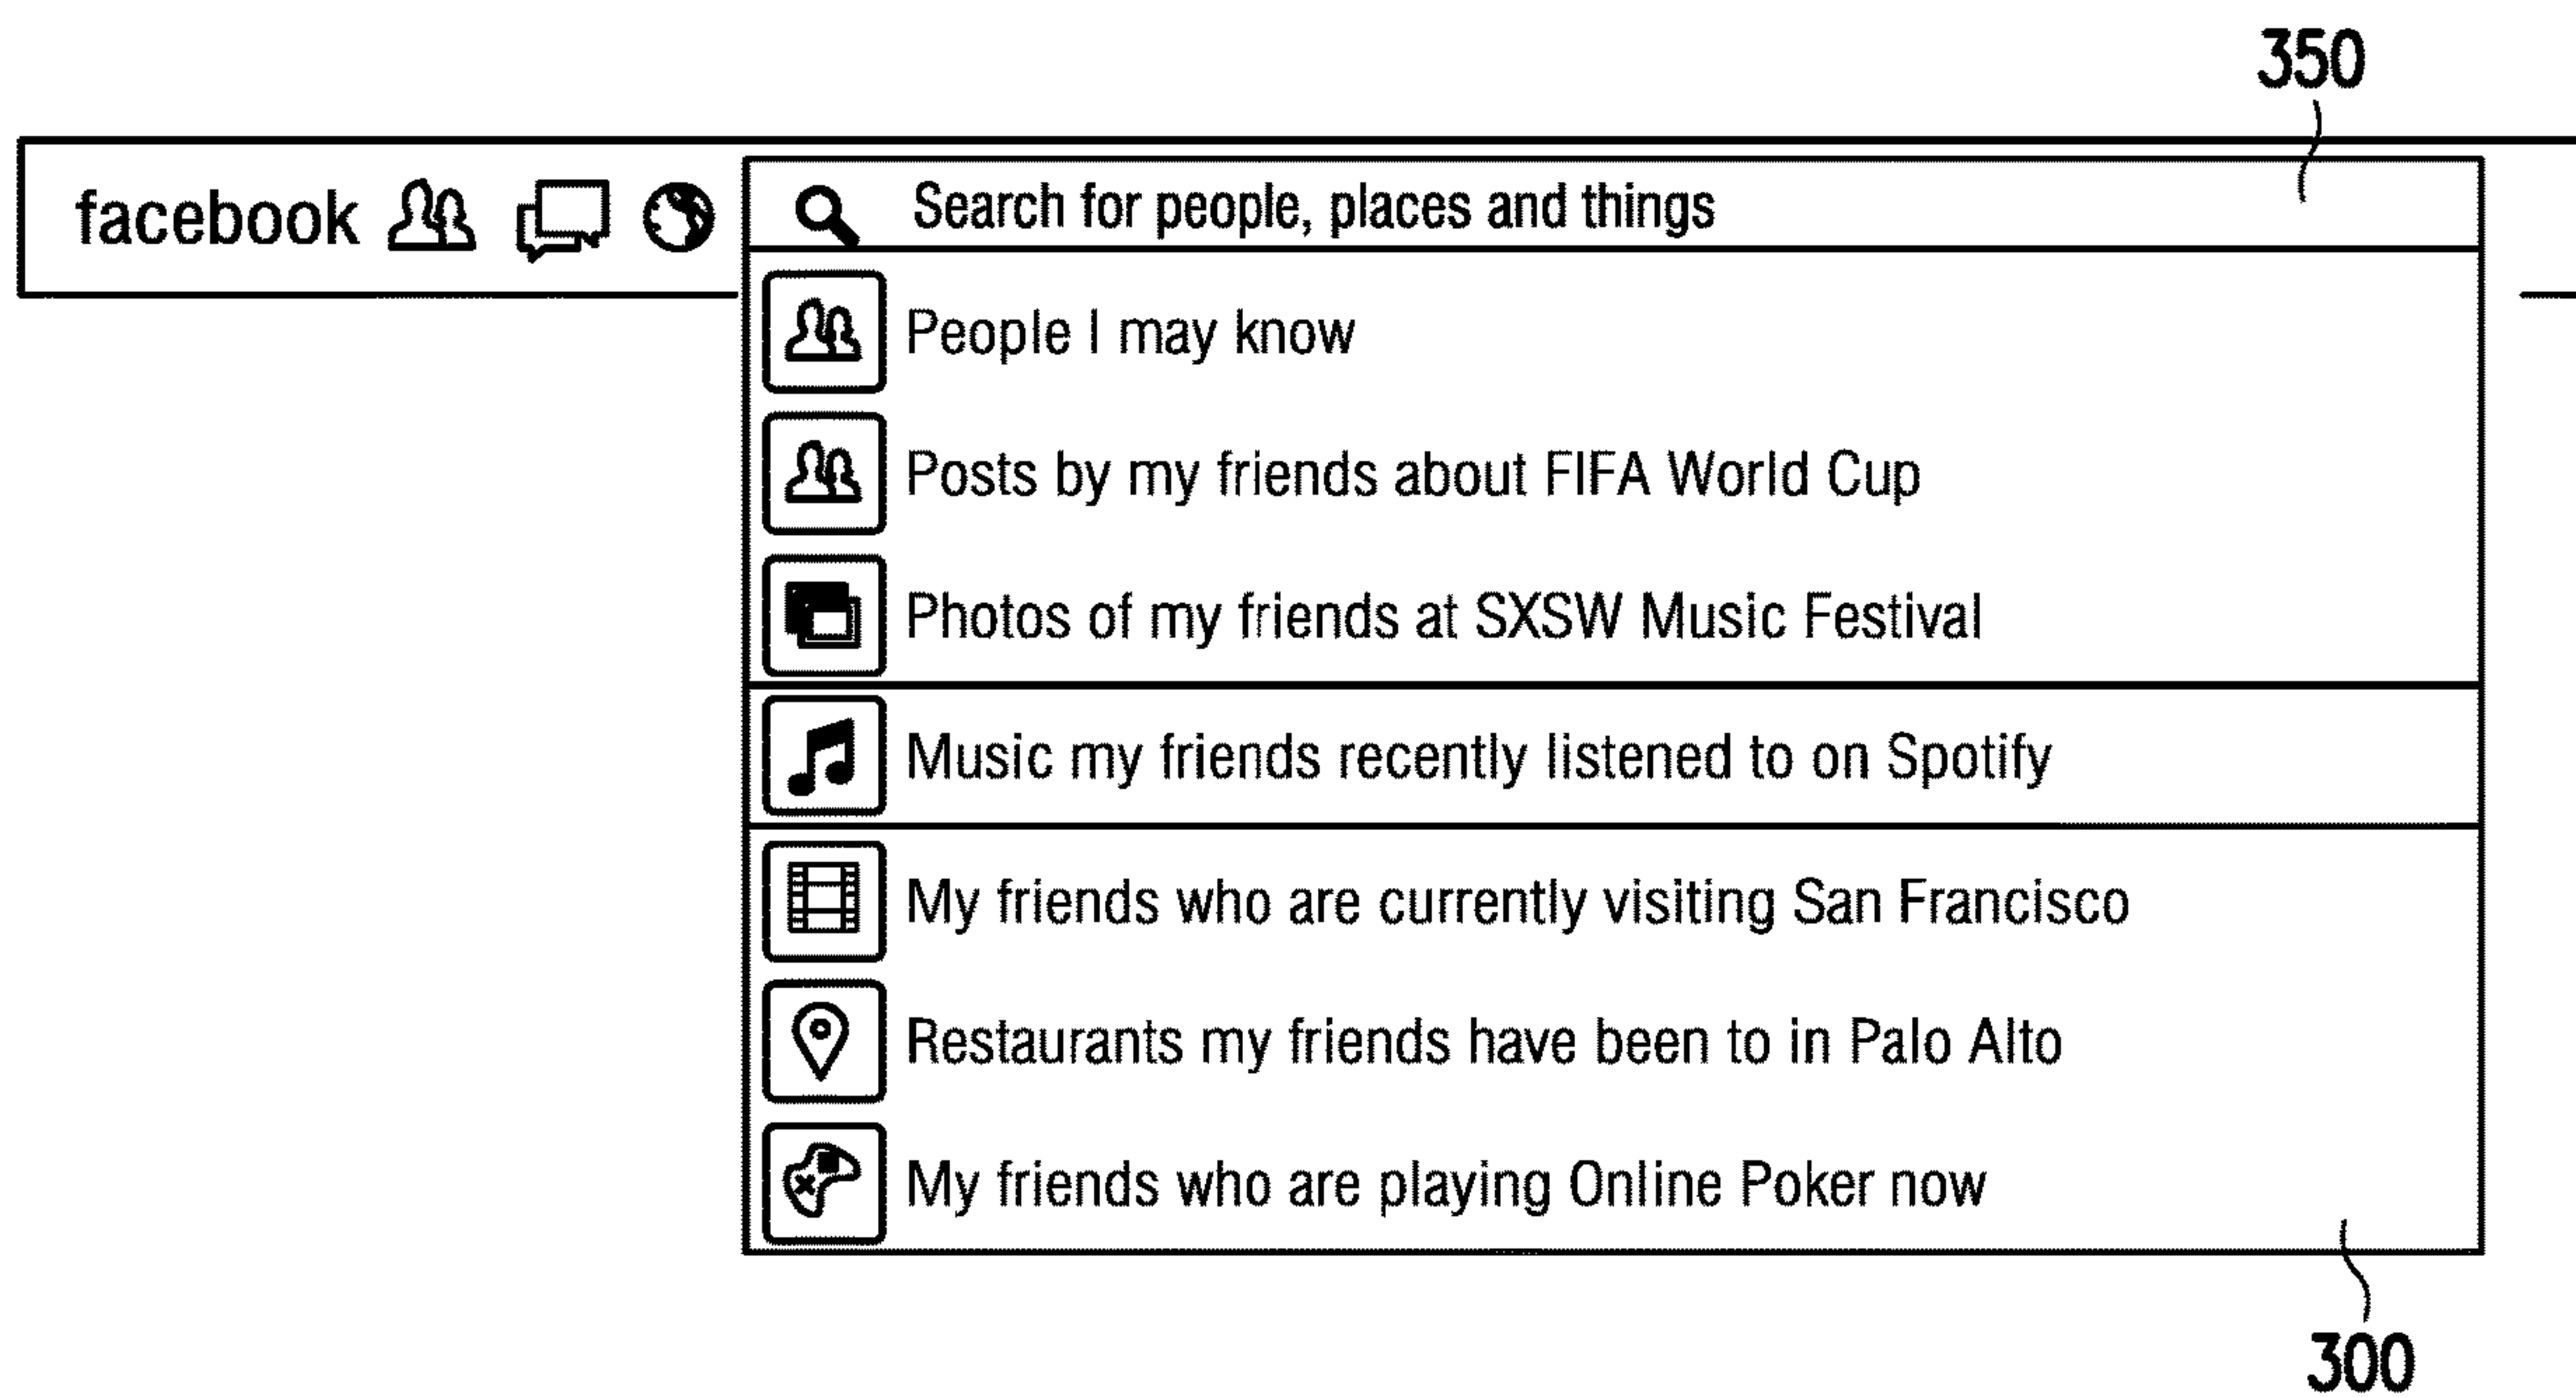 350
facebook
Search for people, places and things
People I may know
Posts by my friends about FIFA World Cup
Photos of my friends at SXSW Music Festival
Music my friends recently listened to on Spotify
My friends who are currently visiting San Francisco
Restaurants my friends have been to in Palo Alto
My friends who are playing Online Poker now
300